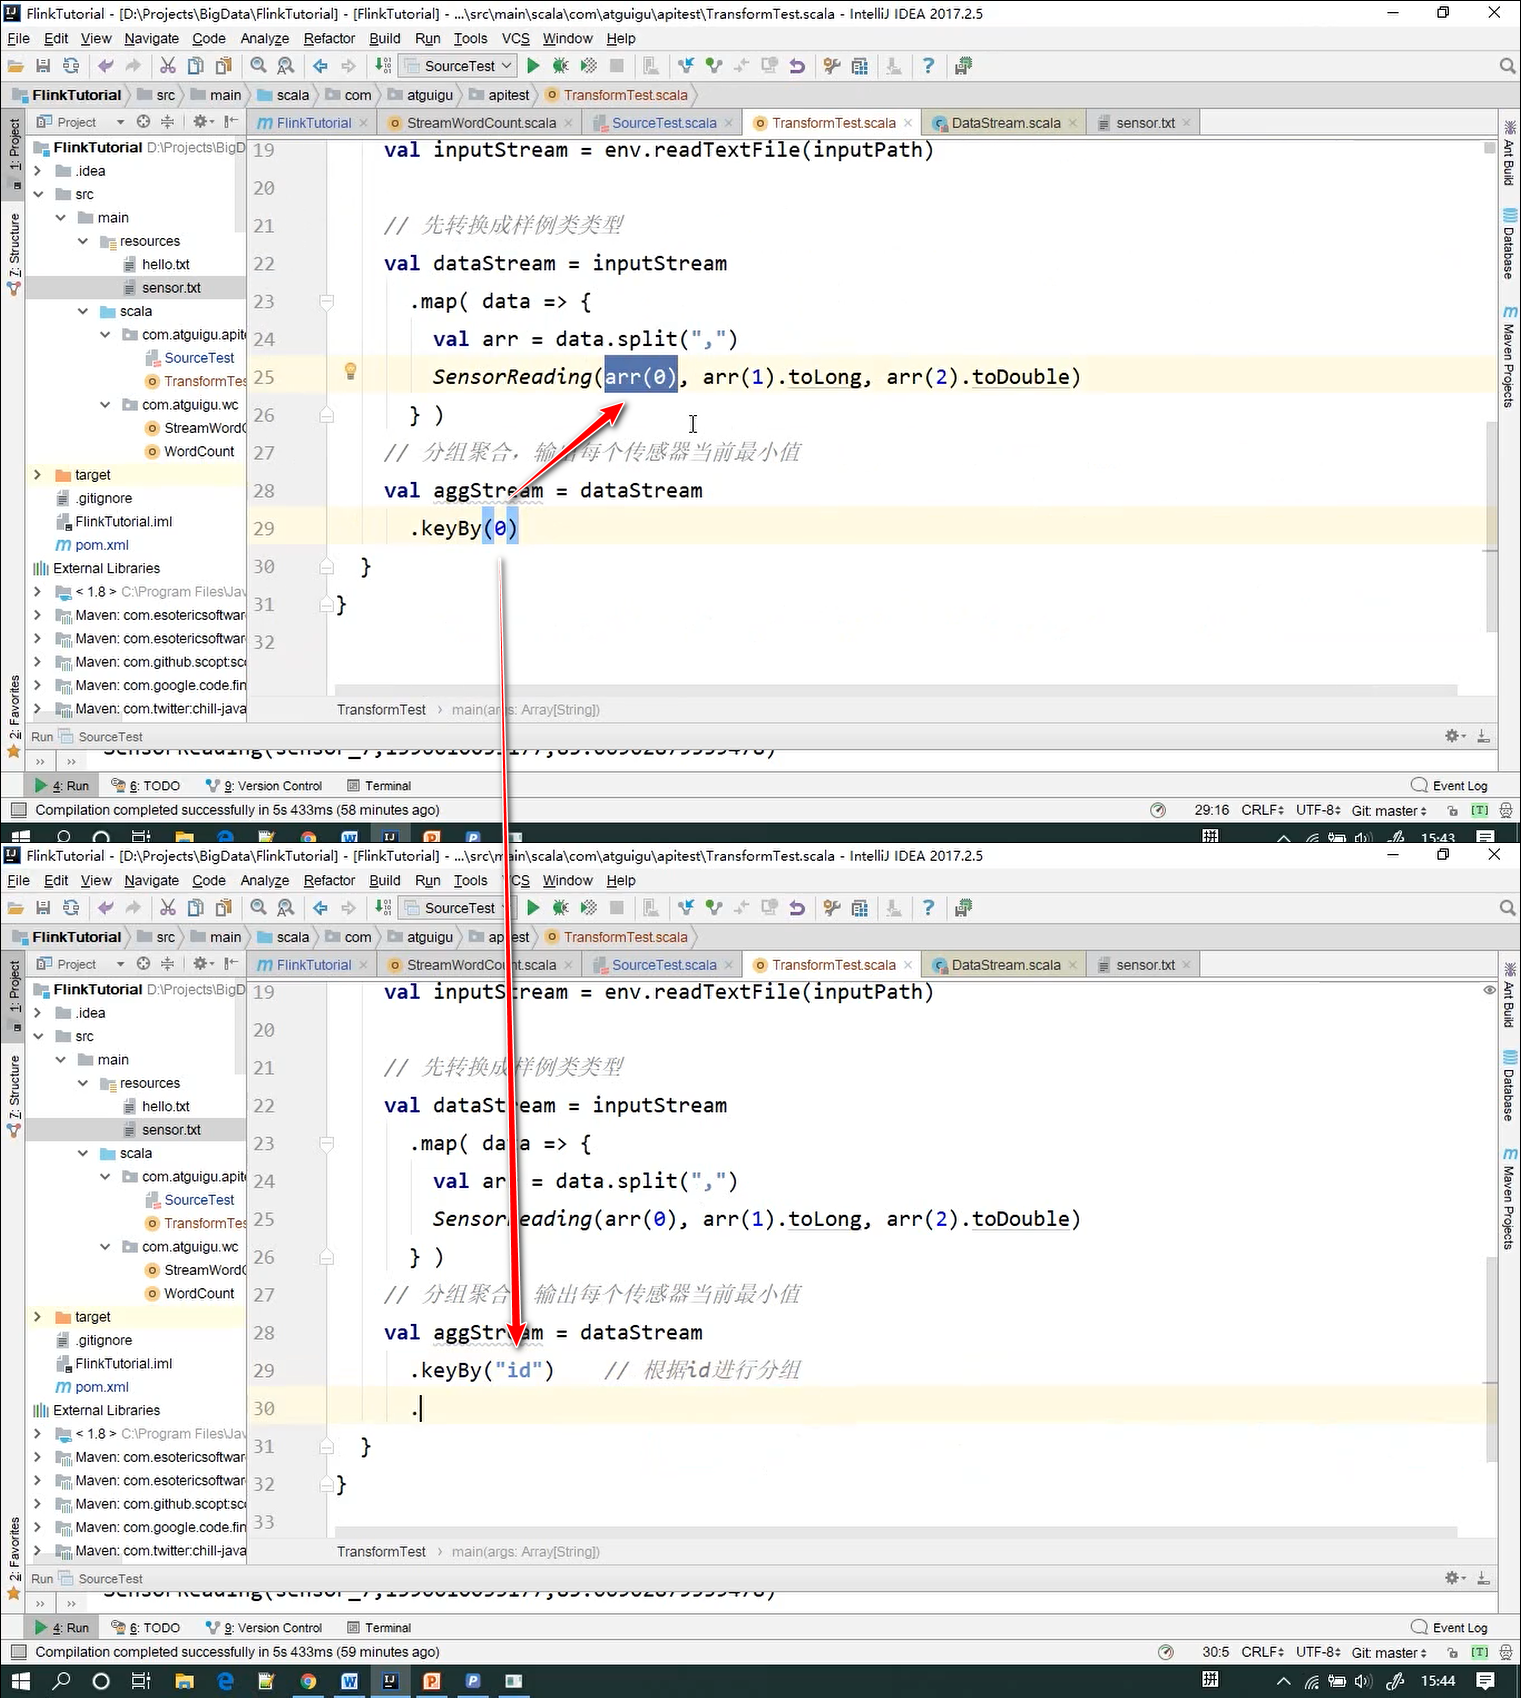 FlinkTutorial - [D:\Projects\BigData\FlinkTutorial] - [FlinkTutorial] - ...\src\main\scala\com\atguigu\apitest\TransformTest.scala - IntelliJ IDEA 2017.2.5
File Edit View Navigate Code Analyze Refactor Build Run Tools VCS Window Help
SourceTest
FlinkTutorial src main scala com atguigu apitest TransformTest.scala
Project
FlinkTutorial StreamWordCount.scala SourceTest.scala TransformTest.scala DataStream.scala sensor.txt
1: Project
7: Structure
2: Favorites
Ant Build
Database
Maven Projects
FlinkTutorial D:\Projects\BigD
.idea
src
main
resources
hello.txt
sensor.txt
scala
com.atguigu.apite
SourceTest
TransformTes
com.atguigu.wc
StreamWordC
WordCount
target
.gitignore
FlinkTutorial.iml
pom.xml
External Libraries
< 1.8 > C:\Program Files\Jav
Maven: com.esotericsoftwar
Maven: com.esotericsoftwar
Maven: com.github.scopt:sc
Maven: com.google.code.fin
Maven: com.twitter:chill-java
19 val inputStream = env.readTextFile(inputPath)
20
21 // 先转换成样例类类型
22 val dataStream = inputStream
23 .map( data => {
24 val arr = data.split(",")
25 SensorReading(arr(0), arr(1).toLong, arr(2).toDouble)
26 } )
27 // 分组聚合，输出每个传感器当前最小值
28 val aggStream = dataStream
29 .keyBy(0)
30 }
31 }
32
TransformTest › main(args: Array[String])
Run SourceTest
4: Run 6: TODO 9: Version Control Terminal Event Log
Compilation completed successfully in 5s 433ms (58 minutes ago) 29:16 CRLF UTF-8 Git: master [T]
拼 15:43
FlinkTutorial - [D:\Projects\BigData\FlinkTutorial] - [FlinkTutorial] - ...\src\main\scala\com\atguigu\apitest\TransformTest.scala - IntelliJ IDEA 2017.2.5
File Edit View Navigate Code Analyze Refactor Build Run Tools VCS Window Help
SourceTest
FlinkTutorial src main scala com atguigu apitest TransformTest.scala
Project
FlinkTutorial StreamWordCount.scala SourceTest.scala TransformTest.scala DataStream.scala sensor.txt
1: Project
7: Structure
2: Favorites
Ant Build
Database
Maven Projects
FlinkTutorial D:\Projects\BigD
.idea
src
main
resources
hello.txt
sensor.txt
scala
com.atguigu.apite
SourceTest
TransformTes
com.atguigu.wc
StreamWordC
WordCount
target
.gitignore
FlinkTutorial.iml
pom.xml
External Libraries
< 1.8 > C:\Program Files\Jav
Maven: com.esotericsoftwar
Maven: com.esotericsoftwar
Maven: com.github.scopt:sc
Maven: com.google.code.fin
Maven: com.twitter:chill-java
19 val inputStream = env.readTextFile(inputPath)
20
21 // 先转换成样例类类型
22 val dataStream = inputStream
23 .map( data => {
24 val arr = data.split(",")
25 SensorReading(arr(0), arr(1).toLong, arr(2).toDouble)
26 } )
27 // 分组聚合，输出每个传感器当前最小值
28 val aggStream = dataStream
29 .keyBy("id") // 根据id进行分组
30 .
31 }
32 }
33
TransformTest › main(args: Array[String])
Run SourceTest
4: Run 6: TODO 9: Version Control Terminal Event Log
Compilation completed successfully in 5s 433ms (59 minutes ago) 30:5 CRLF UTF-8 Git: master [T]
拼 15:44